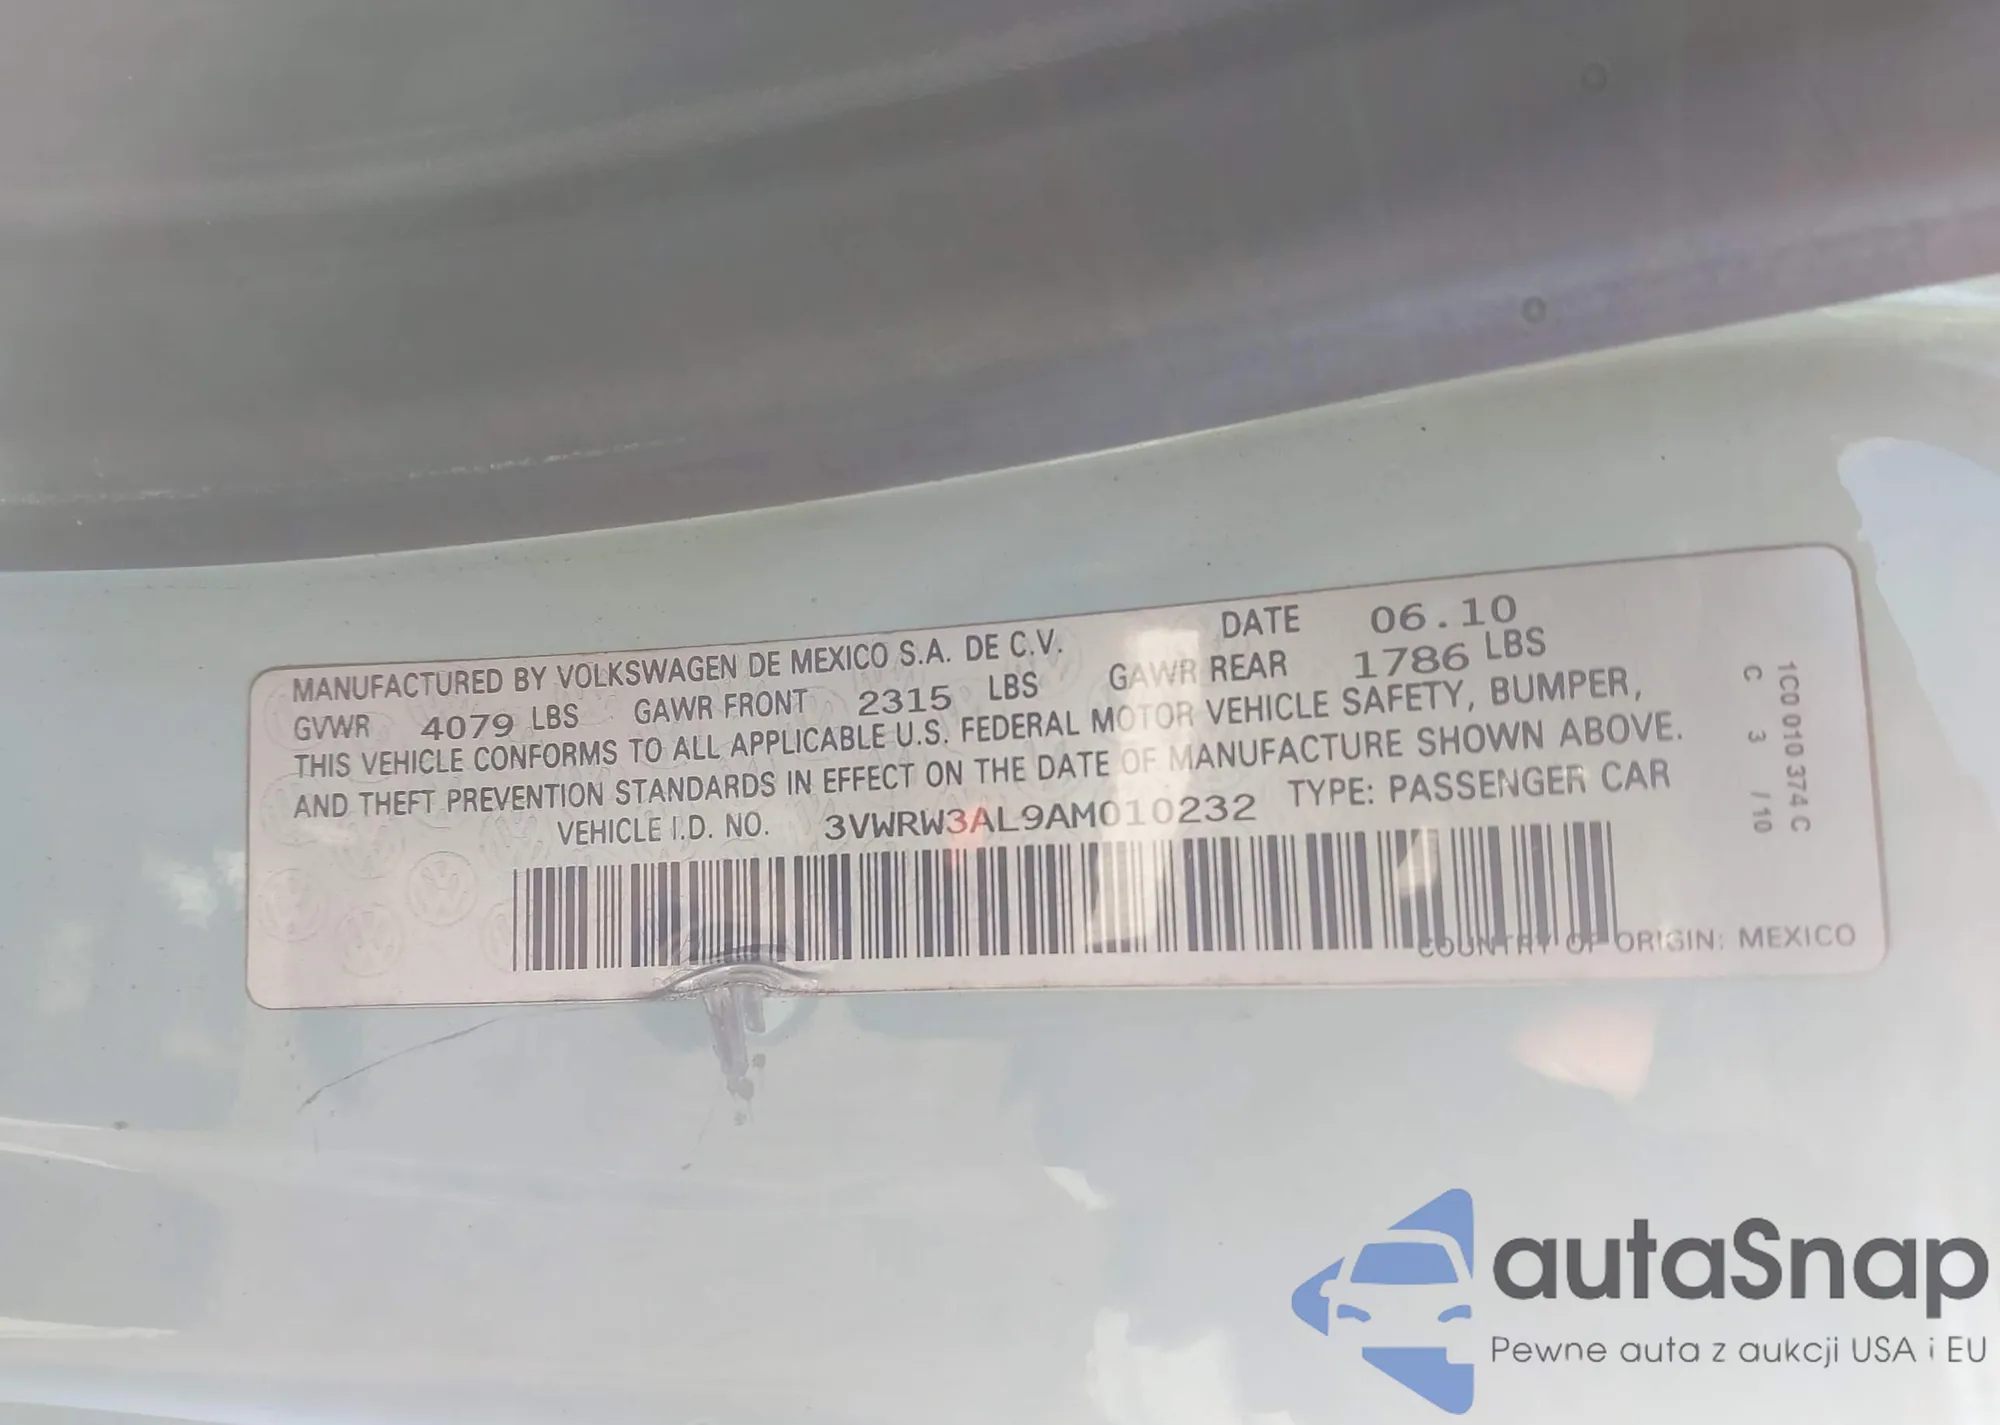 MANUFACTURED BY VOLKSWAGEN DE MEXICO S.A. DE C.V. DATE 06.10
GVWR 4079 LBS GAWR FRONT 2315 LBS GAWR REAR 1786 LBS
THIS VEHICLE CONFORMS TO ALL APPLICABLE U.S. FEDERAL MOTOR VEHICLE SAFETY, BUMPER,
AND THEFT PREVENTION STANDARDS IN EFFECT ON THE DATE OF MANUFACTURE SHOWN ABOVE.
VEHICLE I.D. NO. 3VWRW3AL9AM010232 TYPE: PASSENGER CAR
COUNTRY OF ORIGIN: MEXICO
1C0 010 374 C
C 3 /10
autaSnap
Pewne auta z aukcji USA i EU